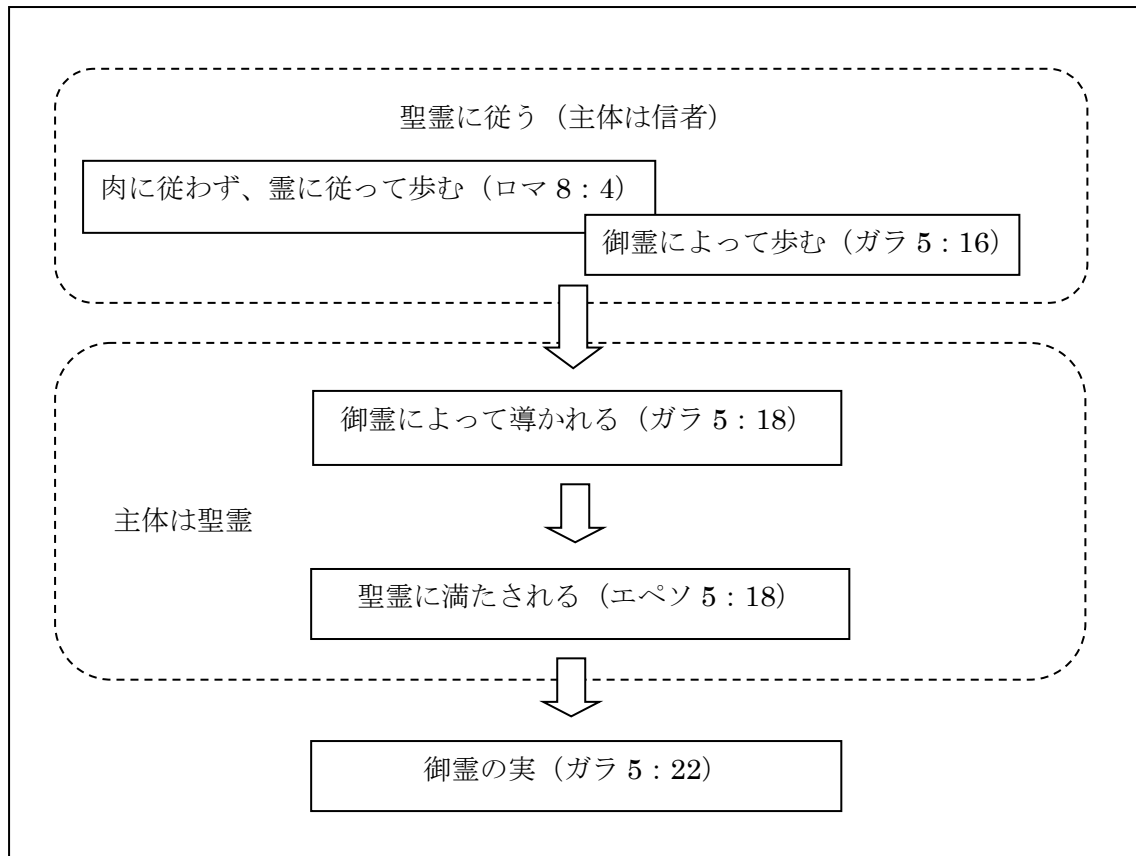 聖霊に従う（主体は信者）
肉に従わず、霊に従って歩む（ロマ 8：4）
御霊によって歩む（ガラ 5：16）
御霊によって導かれる（ガラ 5：18）
主体は聖霊
聖霊に満たされる（エペソ 5：18）
御霊の実（ガラ 5：22）